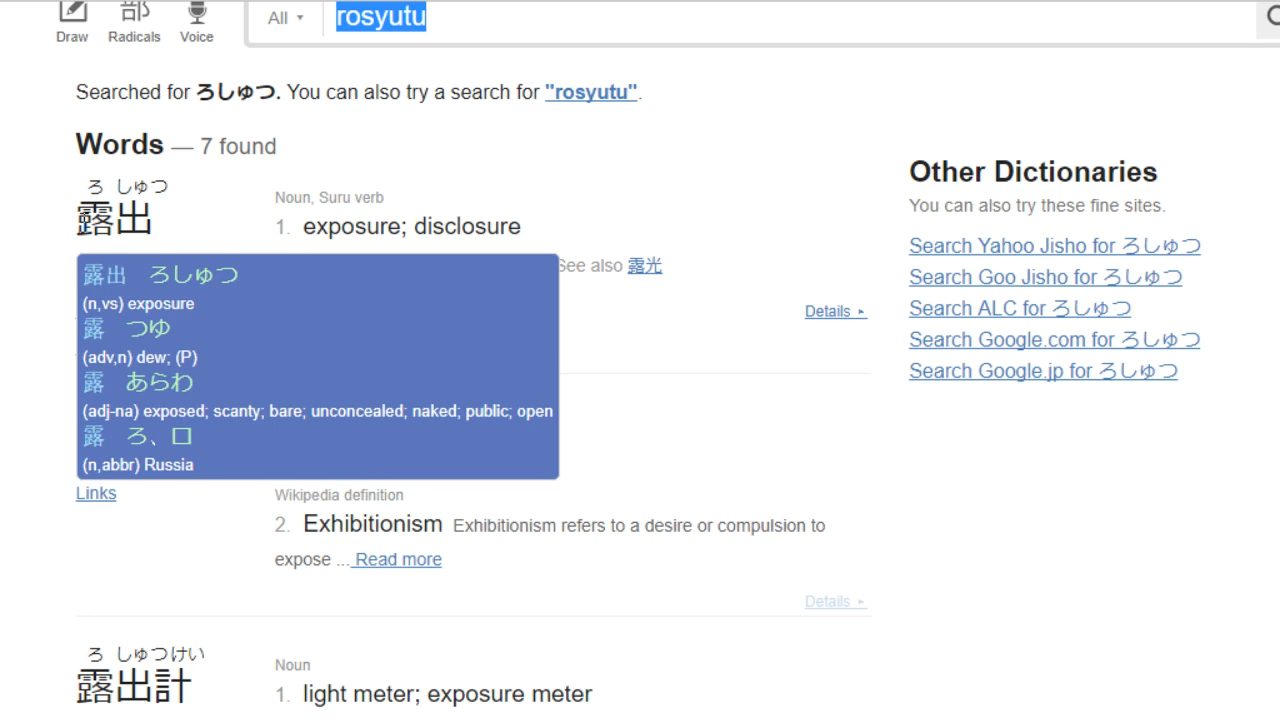 部
Draw
Radicals
Voice
All
rosyutu
Searched for ろしゅつ. You can also try a search for "rosyutu".
Words — 7 found
ろ しゅつ
露出
Noun, Suru verb
1. exposure; disclosure
See also 露光
Details ▸
露出 ろしゅつ
(n,vs) exposure
露 つゆ
(adv,n) dew; (P)
露 あらわ
(adj-na) exposed; scanty; bare; unconcealed; naked; public; open
露 ろ、ロ
(n,abbr) Russia
Links
Wikipedia definition
2. Exhibitionism Exhibitionism refers to a desire or compulsion to
expose ... Read more
Details ▸
ろ しゅつけい
露出計
Noun
1. light meter; exposure meter
Other Dictionaries
You can also try these fine sites.
Search Yahoo Jisho for ろしゅつ
Search Goo Jisho for ろしゅつ
Search ALC for ろしゅつ
Search Google.com for ろしゅつ
Search Google.jp for ろしゅつ